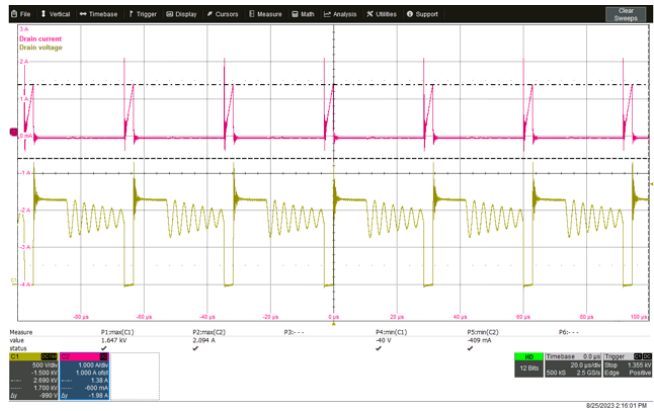 File Vertical Timebase Trigger Display Cursors Measure Math Analysis Utilities Support Clear Sweeps
3 A
Drain current
Drain voltage
2 A
1 A
0 mA
-1 A
-2 A
-3 A
-4 A
-80 µs -60 µs -40 µs -20 µs 0 µs 20 µs 40 µs 60 µs 80 µs 100 µs
Measure P1:max(C1) P2:max(C2) P3:- - - P4:min(C1) P5:min(C2) P6:- - -
value 1.647 kV 2.094 A -40 V -409 mA
status
C1 C2 HD Timebase 0.0 µs Trigger
500 V/div 1.000 A/div 12 Bits 20.0 µs/div Stop 1.355 kV
-1.500 kV 1.000 A ofst 500 kS 2.5 GS/s Edge Positive
2.690 kV 1.38 A
1.700 kV -600 mA
Δy -990 V Δy -1.98 A
8/25/2023 2:16:01 PM